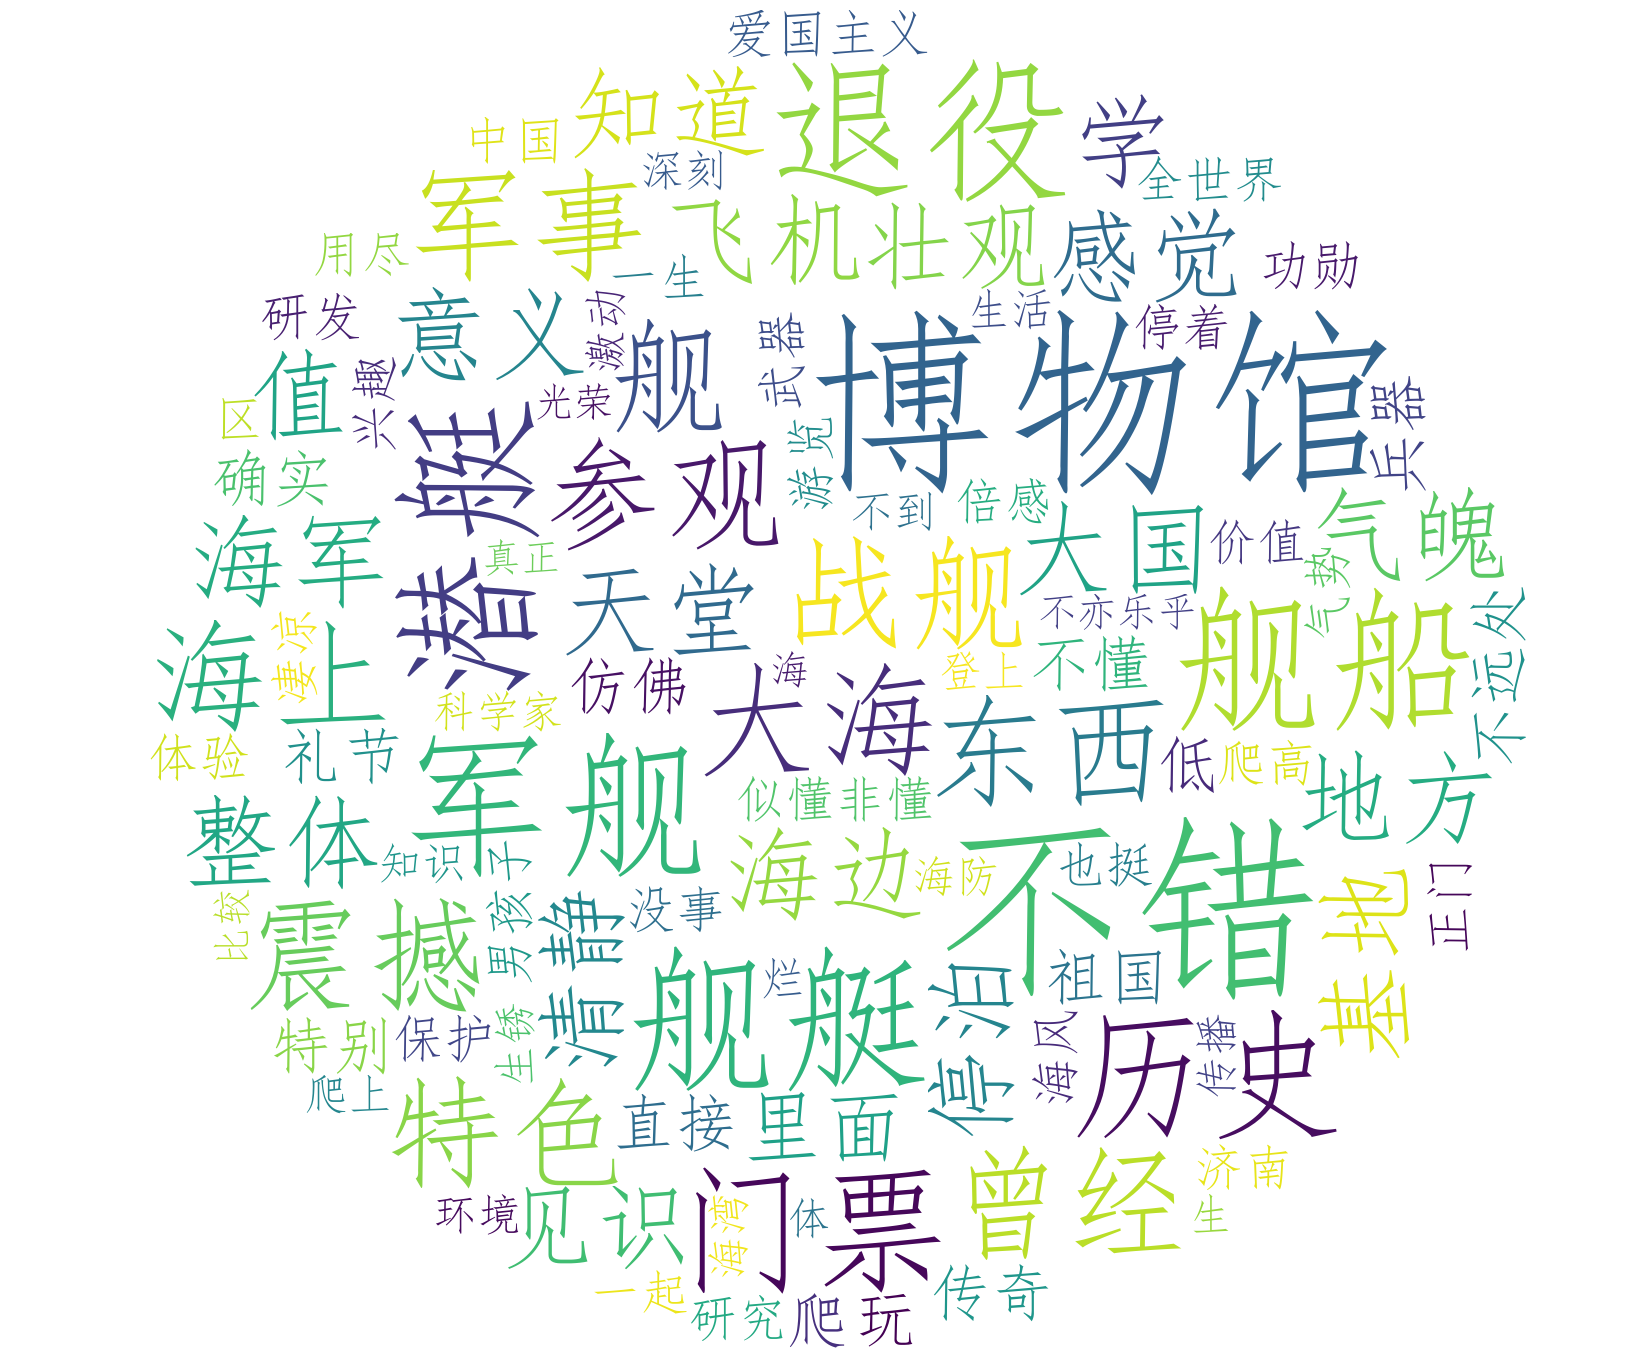 爱国主义
知道
退役
学
中国
深刻
全世界
军事
飞机
壮观
感觉
用尽
一生
功勋
研发
意义
激动
舰
武器
生活
停着
博物馆
值
兴趣
光荣
区
潜艇
参观
游览
兵器
确实
不到
倍感
大国
价值
气魄
海军
真正
天堂
战舰
不亦乐乎
气势
不远处
海上
凄凉
仿佛
海
登上
不懂
舰船
科学家
大海
东西
体验
礼节
低
爬高
地方
军舰
似懂非懂
整体
知识
男孩子
海边
海防
不错
也挺
基地
正门
比较
震撼
清静
没事
舰艇
烂
停泊
祖国
特别
保护
生锈
海风
历史
传播
爬上
特色
直接
里面
曾经
济南
环境
见识
门票
海湾
体
生
一起
研究
爬玩
传奇